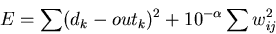 E = ∑(d_k − out_k)^2 + 10^{−α} ∑ w_{ij}^2